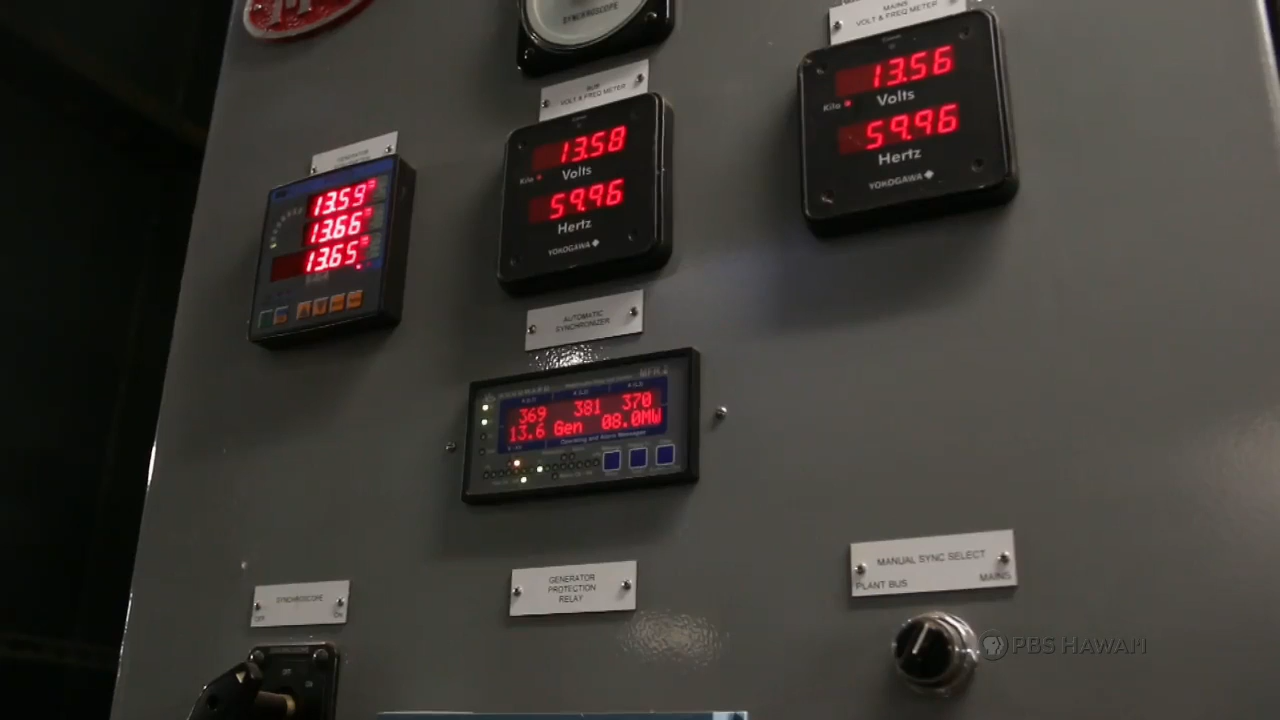 SYNCHROSCOPE
MAINS
VOLT & FREQ METER
13.56
Kilo
Volts
59.96
Hertz
YOKOGAWA
BUS
VOLT & FREQ METER
13.58
Kilo
Volts
59.96
Hertz
YOKOGAWA
GENERATOR
13.59
13.66
13.65
AUTOMATIC
SYNCHRONIZER
WOODWARD
369 381 370
13.6 Gen 08.0MW
Operating and Alarm Messages
GENERATOR
PROTECTION
RELAY
MANUAL SYNC SELECT
PLANT BUS MAINS
SYNCHROSCOPE
OFF ON
PBS HAWAI'I